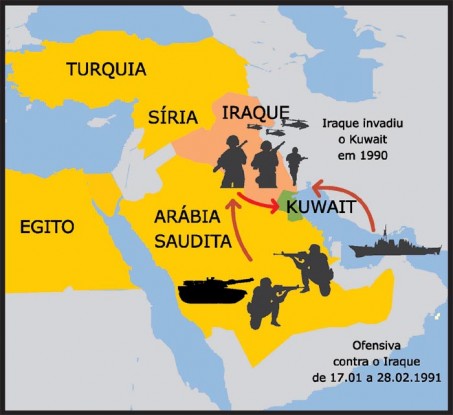 TURQUIA
SÍRIA
IRAQUE
Iraque invadiu
o Kuwait
em 1990
EGITO
ARÁBIA
SAUDITA
KUWAIT
Ofensiva
contra o Iraque
de 17.01 a 28.02.1991